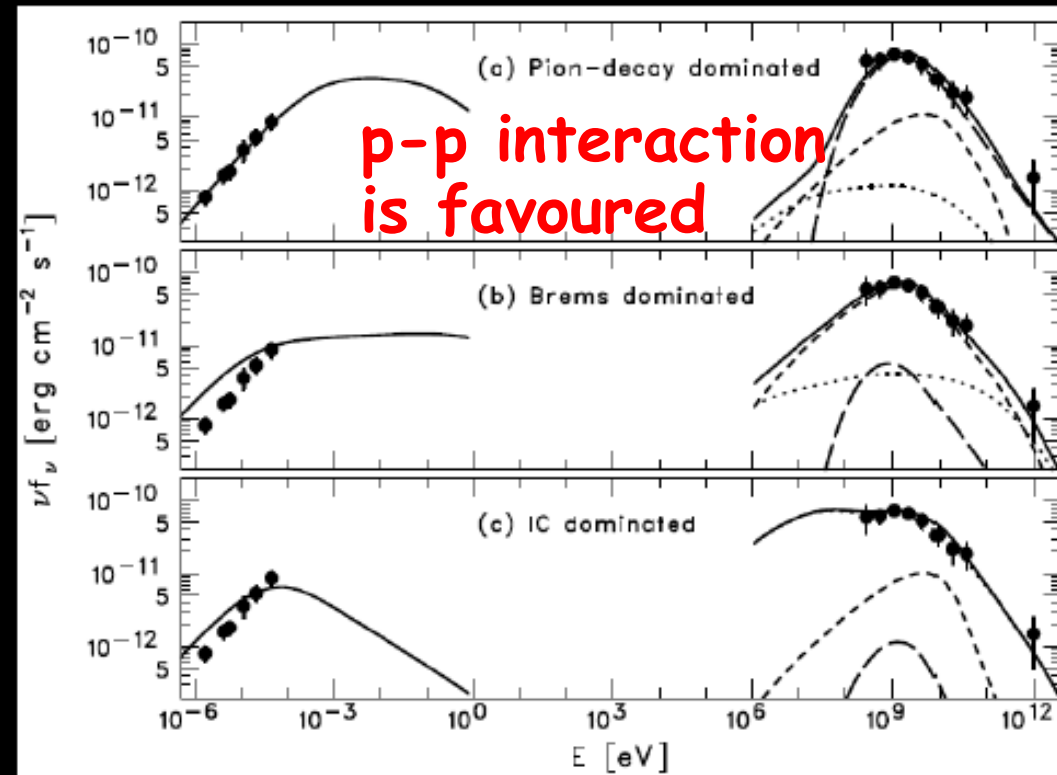 10⁻¹⁰
5
(a) Pion-decay dominated
10⁻¹¹
p-p interaction
is favoured
5
10⁻¹²
5
10⁻¹⁰
5
(b) Brems dominated
10⁻¹¹
5
10⁻¹²
5
10⁻¹⁰
5
(c) IC dominated
10⁻¹¹
5
10⁻¹²
5
νf_ν [erg cm⁻² s⁻¹]
10⁻⁶ 10⁻³ 10⁰ 10³ 10⁶ 10⁹ 10¹²
E [eV]